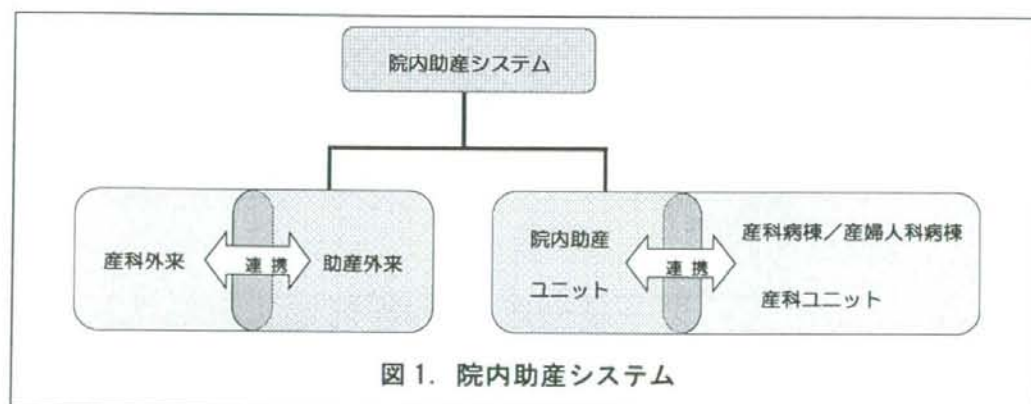 院内助産システム
産科外来
連携
助産外来
院内助産
ユニット
連携
産科病棟／産婦人科病棟
産科ユニット
図1. 院内助産システム